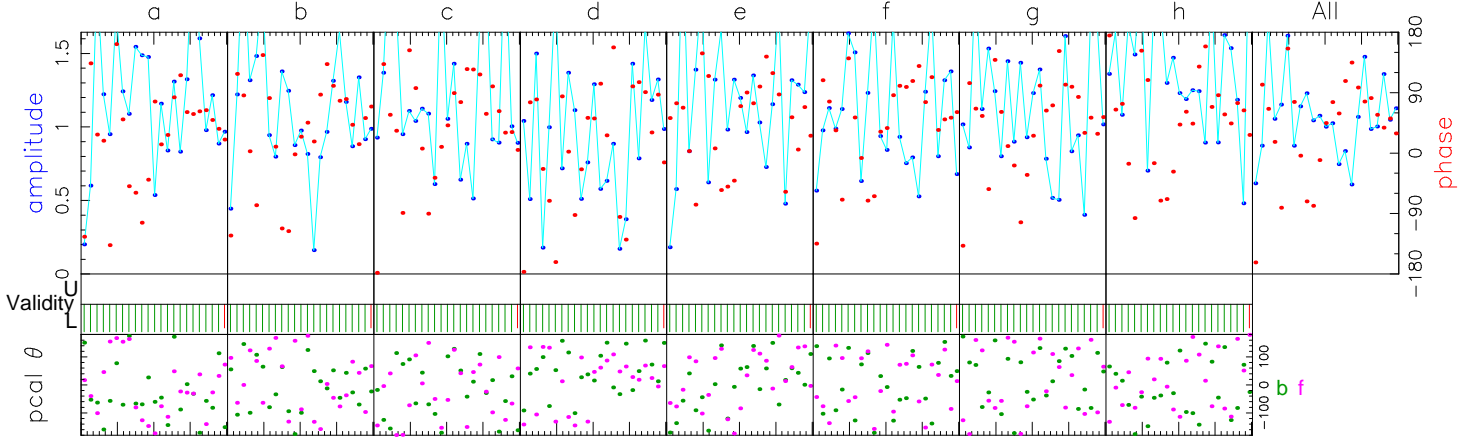 a b c d e f g h All
amplitude
0 0.5 1 1.5
180 90 0 −90 −180
phase
U
Validity
L
pcal θ
100 0 −100
b f